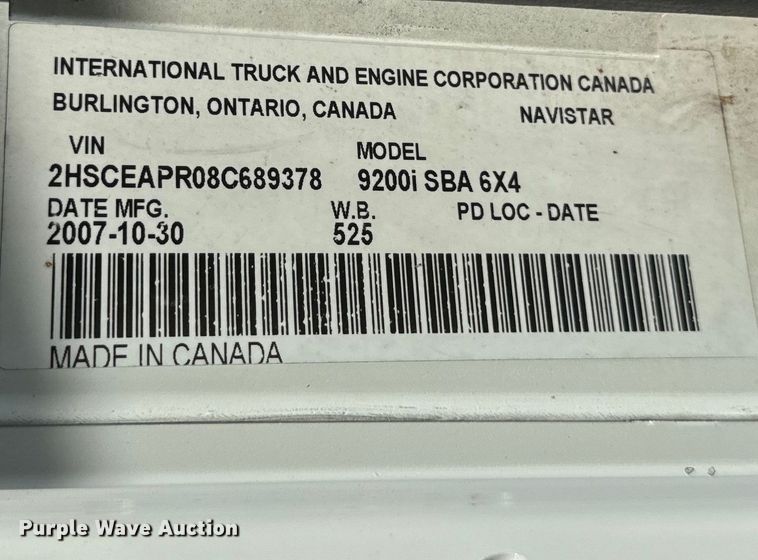 INTERNATIONAL TRUCK AND ENGINE CORPORATION CANADA
BURLINGTON, ONTARIO, CANADA NAVISTAR
VIN MODEL
2HSCEAPR08C689378 9200i SBA 6X4
DATE MFG. W.B. PD LOC - DATE
2007-10-30 525
MADE IN CANADA
Purple Wave Auction